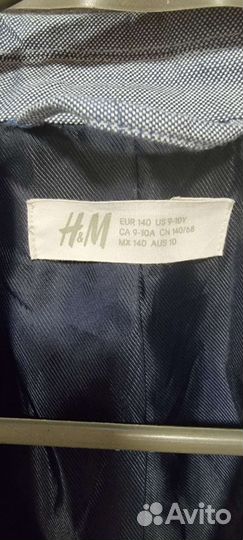 H&M
EUR 140 US 9-10Y
CA 9-10A CN 140/68
MX 140 AUS 10
Avito